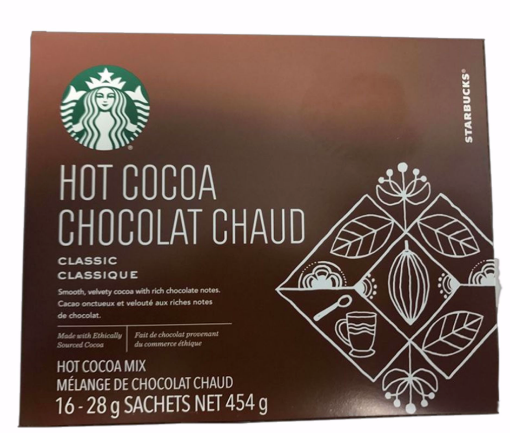 STARBUCKS®
HOT COCOA
CHOCOLAT CHAUD
CLASSIC
CLASSIQUE
Smooth, velvety cocoa with rich chocolate notes.
Cacao onctueux et velouté aux riches notes
de chocolat.
Made with Ethically
Sourced Cocoa
Fait de chocolat provenant
du commerce éthique
HOT COCOA MIX
MÉLANGE DE CHOCOLAT CHAUD
16 - 28 g SACHETS NET 454 g